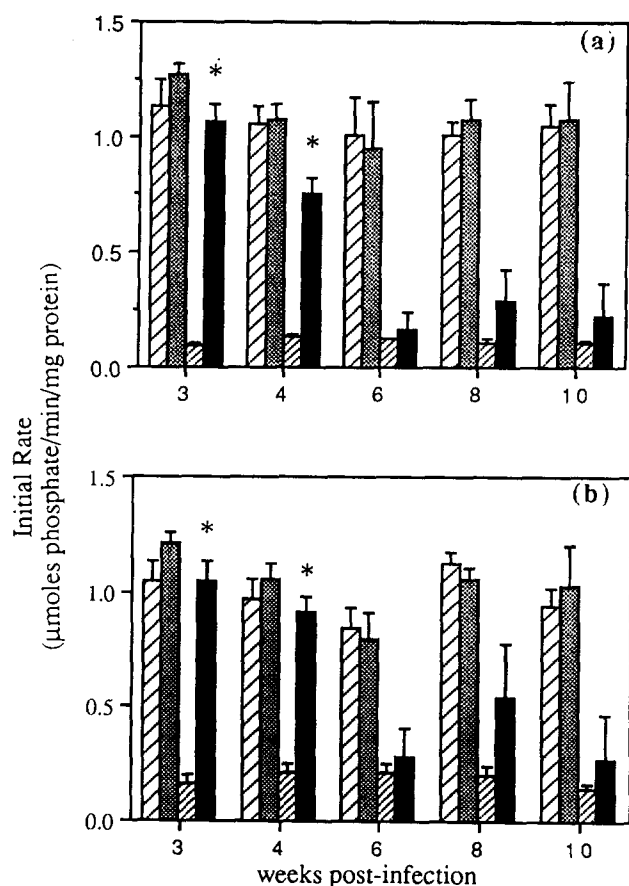 1.5
(a)
*
*
1.0
0.5
0.0
3 4 6 8 10
Initial Rate
(μmoles phosphate/min/mg protein)
1.5
(b)
*
*
1.0
0.5
0.0
3 4 6 8 10
weeks post-infection